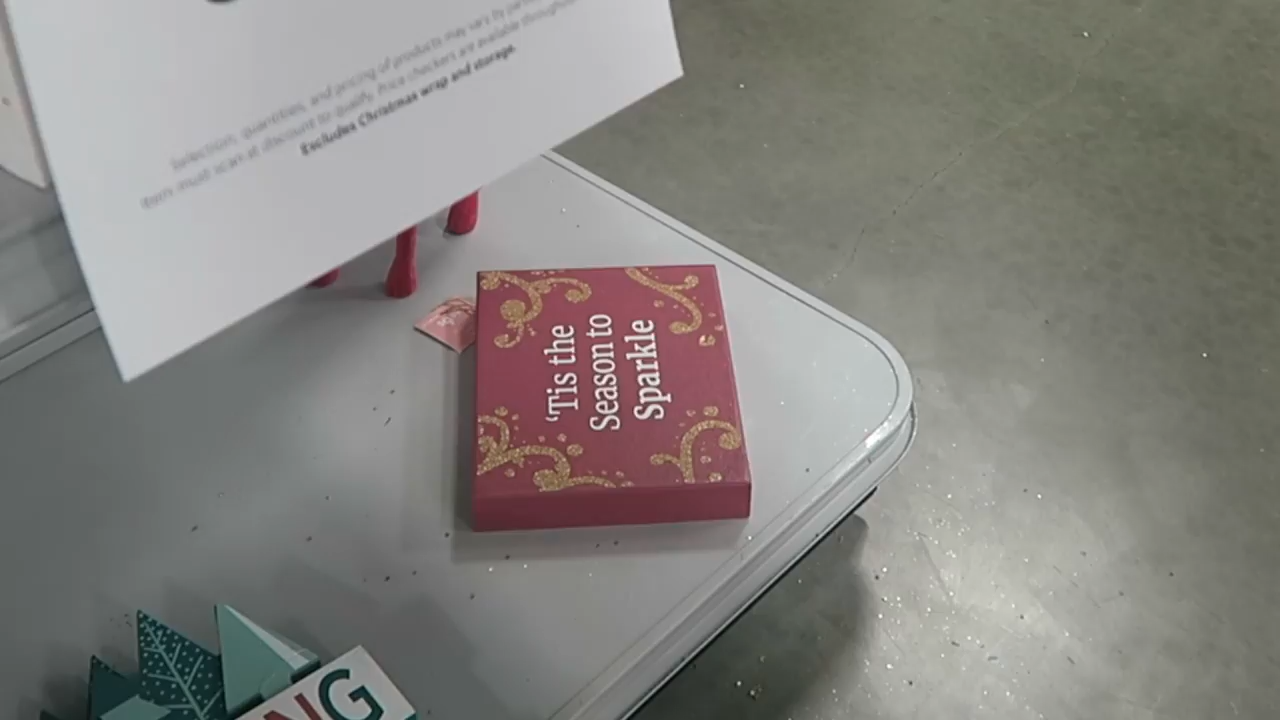 Selection, quantities, and pricing of products may vary by
Item must scan at discount to qualify. Price checkers are available throughout
Excludes Christmas wrap and storage.
'Tis the
Season to
Sparkle
NG